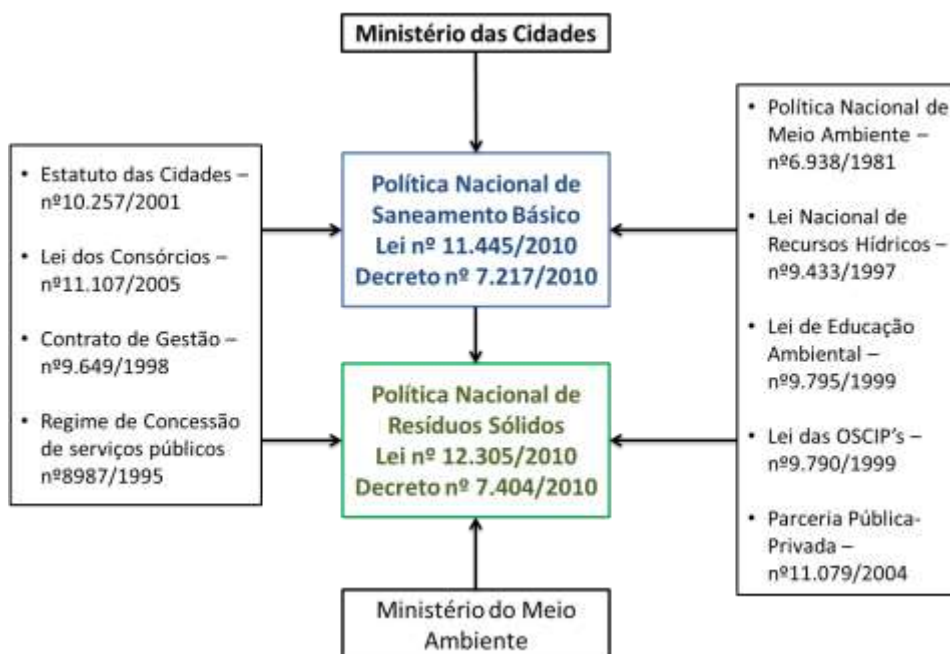 Ministério das Cidades
• Estatuto das Cidades –
nº10.257/2001
• Lei dos Consórcios –
nº11.107/2005
• Contrato de Gestão –
nº9.649/1998
• Regime de Concessão
de serviços públicos
nº8987/1995
Política Nacional de
Saneamento Básico
Lei nº 11.445/2010
Decreto nº 7.217/2010
Política Nacional de
Resíduos Sólidos
Lei nº 12.305/2010
Decreto nº 7.404/2010
• Política Nacional de
Meio Ambiente –
nº6.938/1981
• Lei Nacional de
Recursos Hídricos –
nº9.433/1997
• Lei de Educação
Ambiental –
nº9.795/1999
• Lei das OSCIP's –
nº9.790/1999
• Parceria Pública-
Privada –
nº11.079/2004
Ministério do Meio
Ambiente